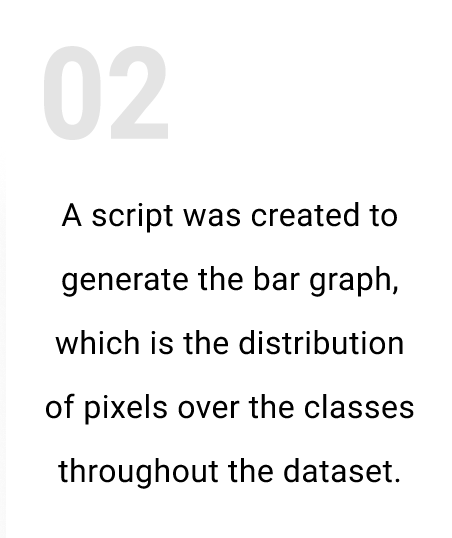 02
A script was created to
generate the bar graph,
which is the distribution
of pixels over the classes
throughout the dataset.